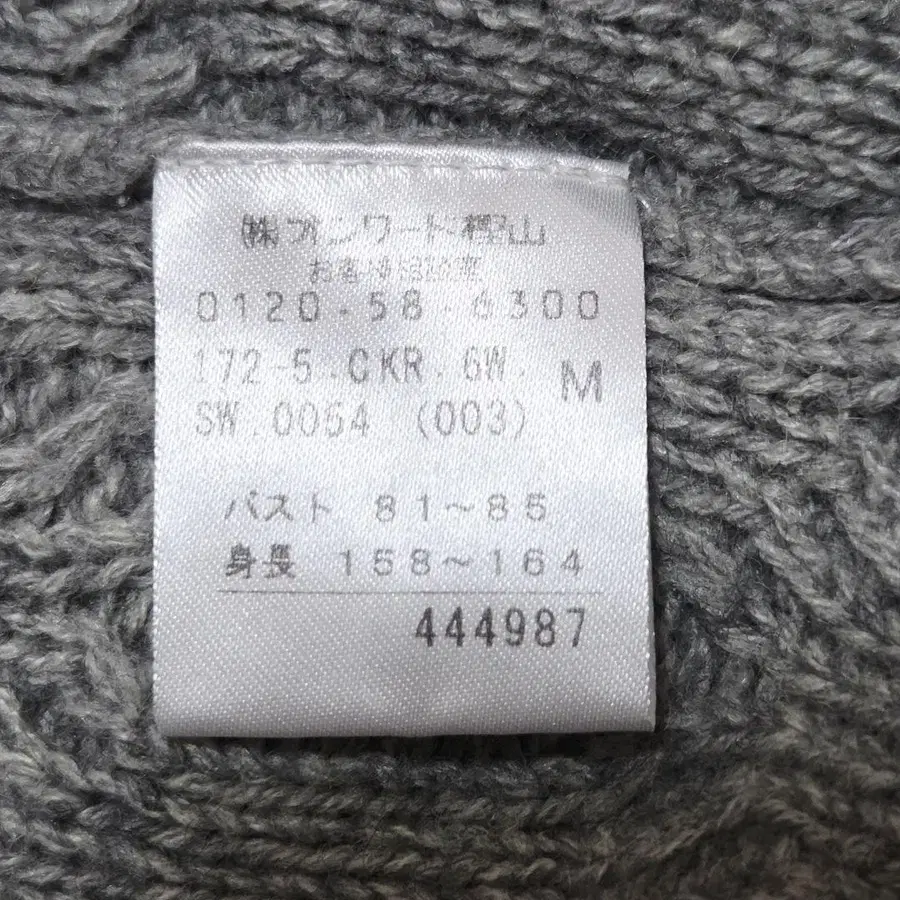 (株)オンワード樫山
お客様相談室
0120-58-6300
172-5.CKR.6W. M
SW.0054 (003)
バスト 81~85
身長 158~164
444987